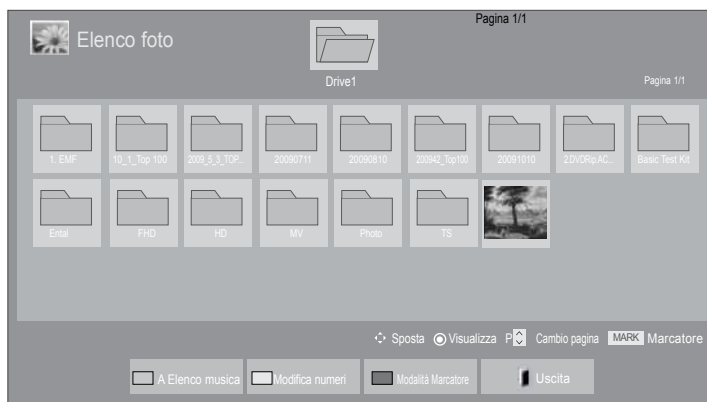 Pagina 1/1
Elenco foto
Drive1
Pagina 1/1
1. EMF 10_1_Top 100 2009_5_3_TOP... 20090711 20090810 200942_Top100 20091010 2.DVDRip.AC... Basic Test Kit
Ental FHD HD MV Photo TS
Sposta Visualizza P Cambio pagina MARK Marcatore
A Elenco musica Modifica numeri Modalità Marcatore Uscita